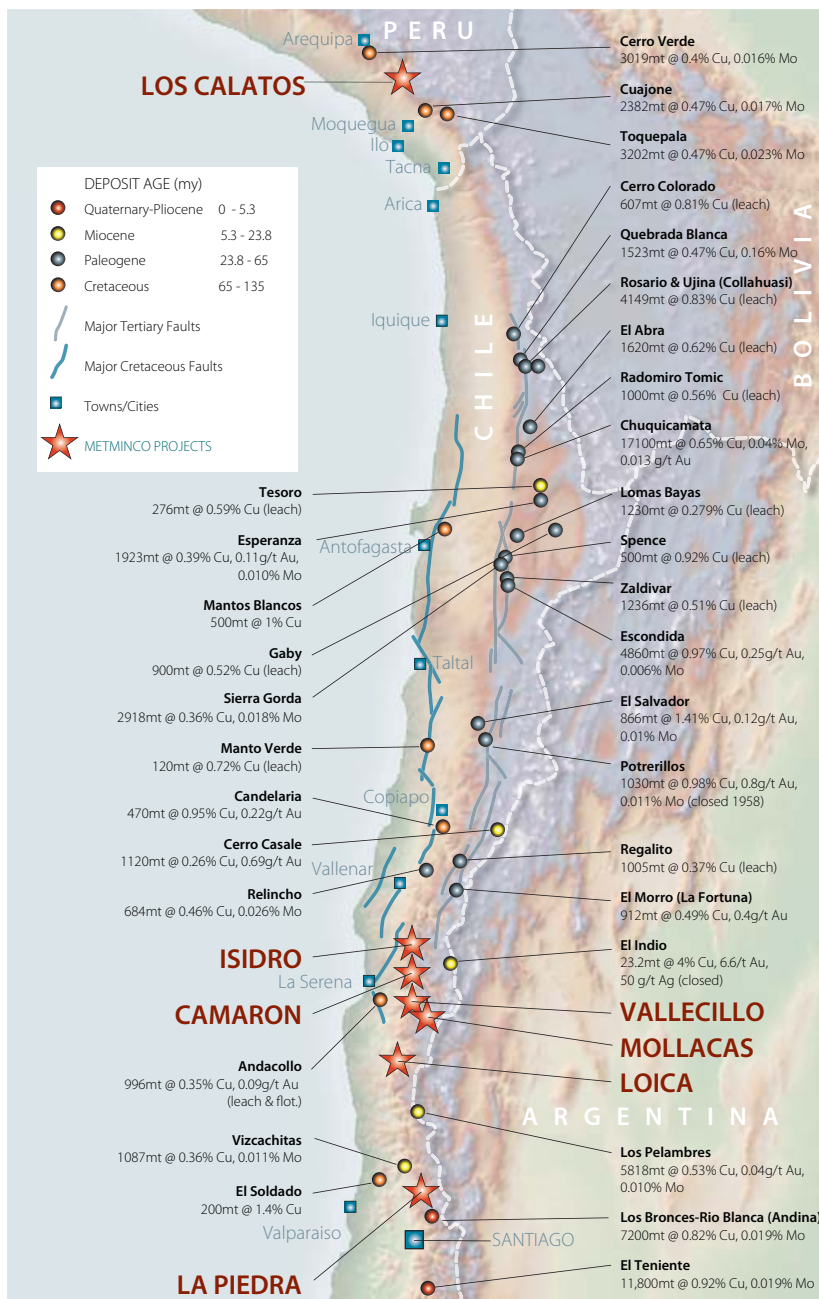 PERU
Arequipa
LOS CALATOS
Moquegua
Ilo
Tacna
Arica
Cerro Verde
3019mt @ 0.4% Cu, 0.016% Mo
Cuajone
2382mt @ 0.47% Cu, 0.017% Mo
Toquepala
3202mt @ 0.47% Cu, 0.023% Mo
Cerro Colorado
607mt @ 0.81% Cu (leach)
Quebrada Blanca
1523mt @ 0.47% Cu, 0.16% Mo
Rosario & Ujina (Collahuasi)
4149mt @ 0.83% Cu (leach)
El Abra
1620mt @ 0.62% Cu (leach)
Radomiro Tomic
1000mt @ 0.56% Cu (leach)
Chuquicamata
17100mt @ 0.65% Cu, 0.04% Mo,
0.013 g/t Au
BOLIVIA
CHILE
DEPOSIT AGE (my)
Quaternary-Pliocene 0 - 5.3
Miocene 5.3 - 23.8
Paleogene 23.8 - 65
Cretaceous 65 - 135
Major Tertiary Faults
Major Cretaceous Faults
Towns/Cities
METMINCO PROJECTS
Iquique
Tesoro
276mt @ 0.59% Cu (leach)
Esperanza
1923mt @ 0.39% Cu, 0.11g/t Au,
0.010% Mo
Antofagasta
Mantos Blancos
500mt @ 1% Cu
Gaby
900mt @ 0.52% Cu (leach)
Taltal
Sierra Gorda
2918mt @ 0.36% Cu, 0.018% Mo
Manto Verde
120mt @ 0.72% Cu (leach)
Candelaria
470mt @ 0.95% Cu, 0.22g/t Au
Copiapo
Cerro Casale
1120mt @ 0.26% Cu, 0.69g/t Au
Vallenar
Relincho
684mt @ 0.46% Cu, 0.026% Mo
Lomas Bayas
1230mt @ 0.279% Cu (leach)
Spence
500mt @ 0.92% Cu (leach)
Zaldivar
1236mt @ 0.51% Cu (leach)
Escondida
4860mt @ 0.97% Cu, 0.25g/t Au,
0.006% Mo
El Salvador
866mt @ 1.41% Cu, 0.12g/t Au,
0.01% Mo
Potrerillos
1030mt @ 0.98% Cu, 0.8g/t Au,
0.011% Mo (closed 1958)
Regalito
1005mt @ 0.37% Cu (leach)
El Morro (La Fortuna)
912mt @ 0.49% Cu, 0.4g/t Au
El Indio
23.2mt @ 4% Cu, 6.6/t Au,
50 g/t Ag (closed)
ISIDRO
La Serena
CAMARON
VALLECILLO
MOLLACAS
LOICA
ARGENTINA
Andacollo
996mt @ 0.35% Cu, 0.09g/t Au
(leach & flot.)
Vizcachitas
1087mt @ 0.36% Cu, 0.011% Mo
El Soldado
200mt @ 1.4% Cu
Valparaiso
SANTIAGO
LA PIEDRA
Los Pelambres
5818mt @ 0.53% Cu, 0.04g/t Au,
0.010% Mo
Los Bronces-Rio Blanca (Andina)
7200mt @ 0.82% Cu, 0.019% Mo
El Teniente
11,800mt @ 0.92% Cu, 0.019% Mo